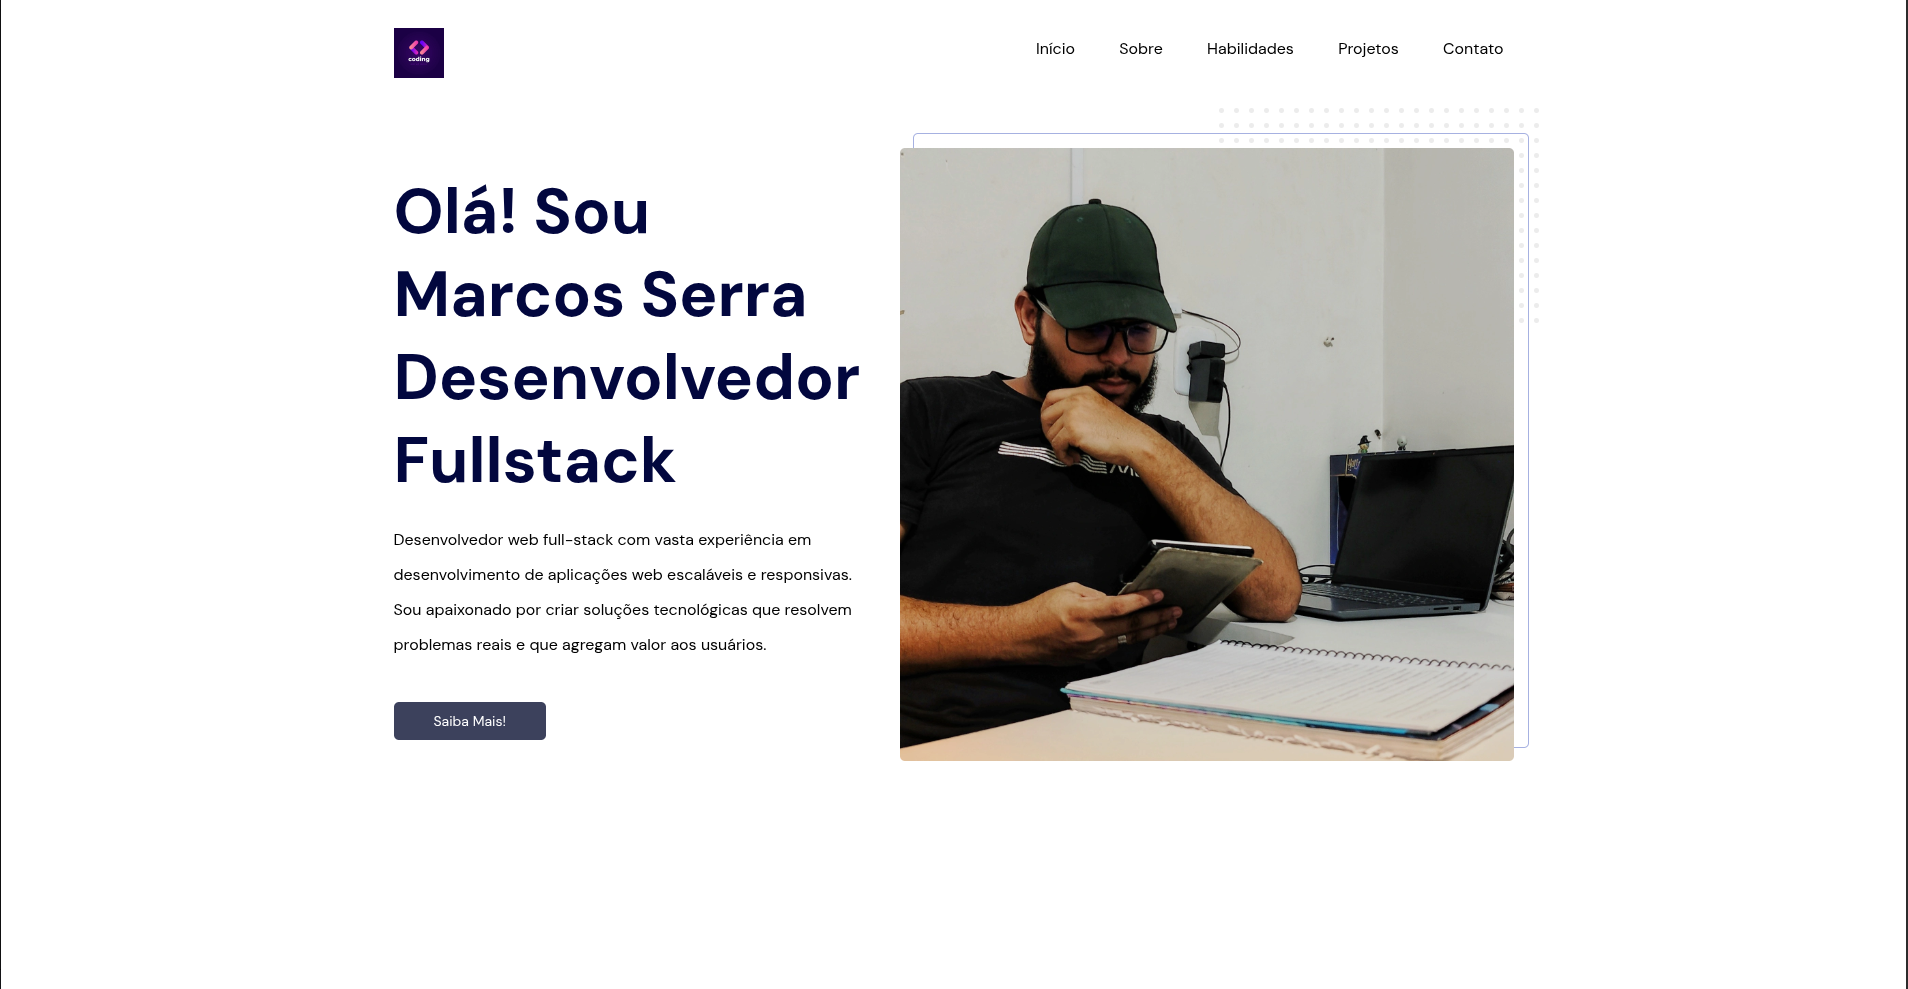 coding
Início Sobre Habilidades Projetos Contato
Olá! Sou
Marcos Serra
Desenvolvedor
Fullstack
Desenvolvedor web full-stack com vasta experiência em
desenvolvimento de aplicações web escaláveis e responsivas.
Sou apaixonado por criar soluções tecnológicas que resolvem
problemas reais e que agregam valor aos usuários.
Saiba Mais!